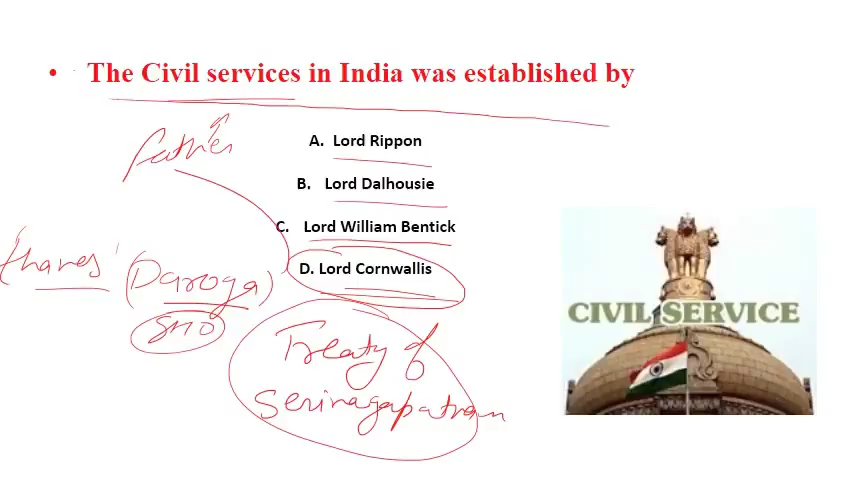 • The Civil services in India was established by
father
A. Lord Rippon
B. Lord Dalhousie
C. Lord William Bentick
D. Lord Cornwallis
'thanes' (Daroga)
SHO
Treaty of
Serinagapatnam
CIVIL SERVICE